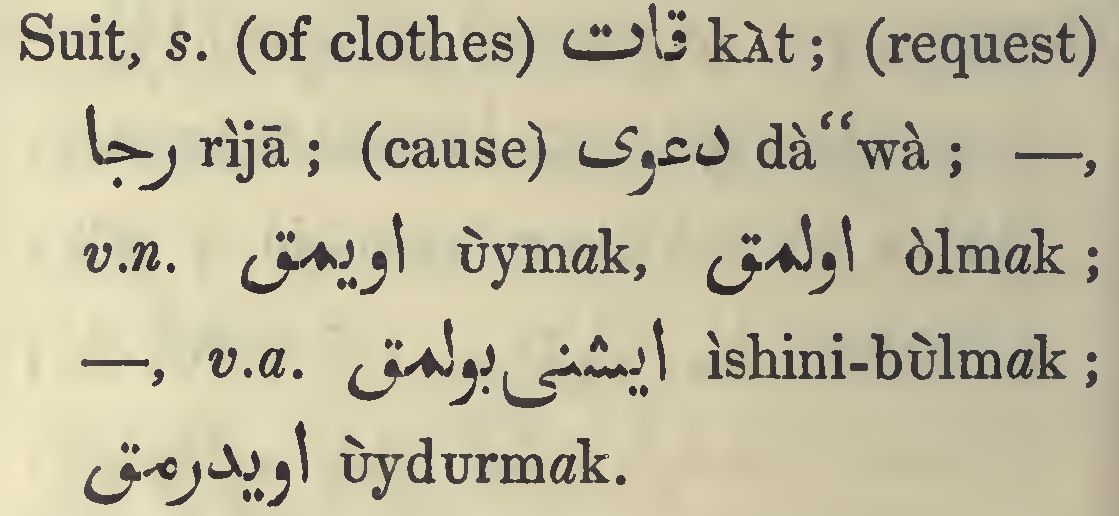 Suit, s. (of clothes) قات kàt ; (request)
رجا rìjā ; (cause) دعوى dà“wà ; —,
v.n. اويمق ùymak, اولمق òlmak ;
—, v.a. ايشنى بولمق ìshini-bùlmak ;
اويدرمق ùydurmak.